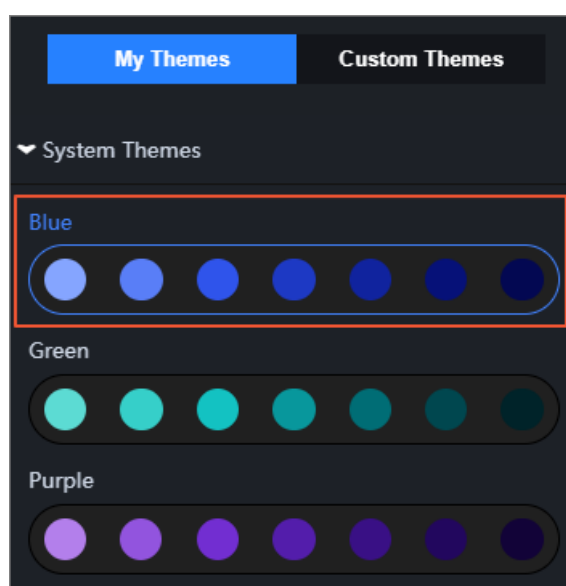 My Themes Custom Themes
System Themes
Blue
Green
Purple